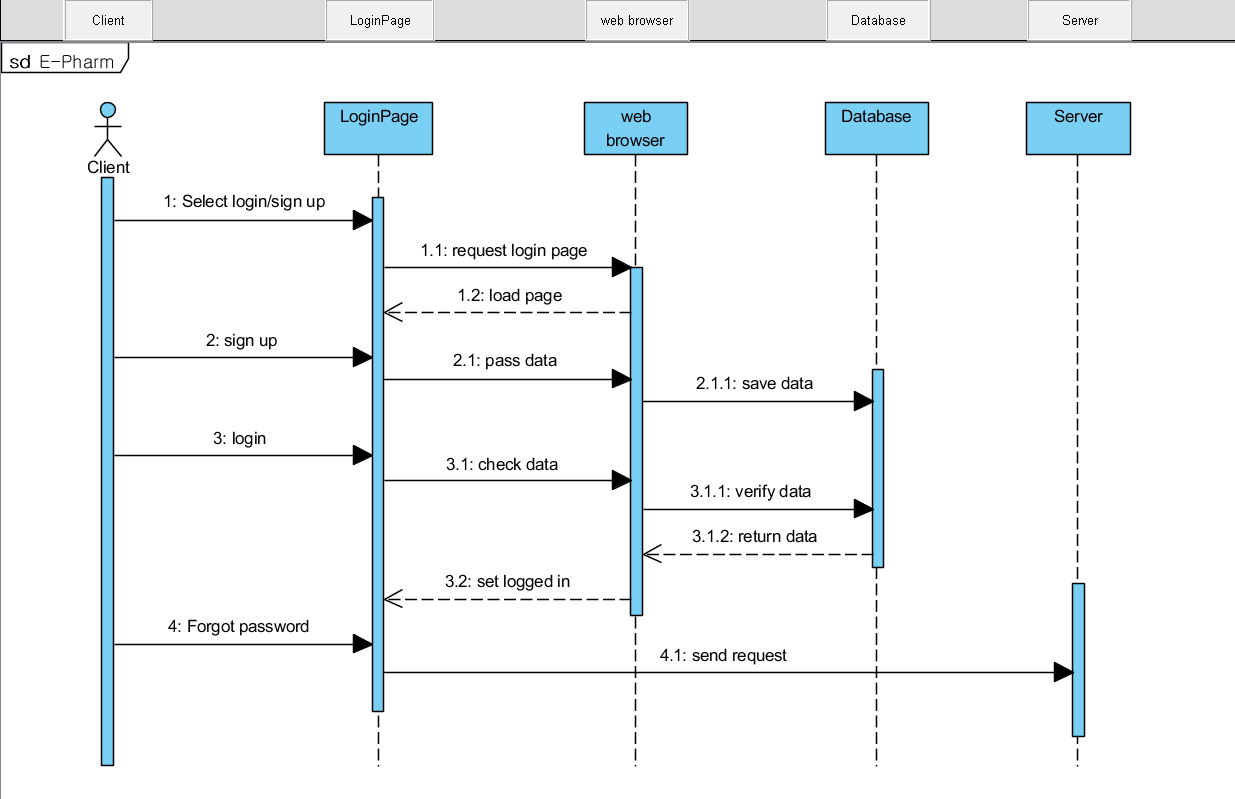 Client
LoginPage
web browser
Database
Server
sd E-Pharm
Client
LoginPage
web
browser
Database
Server
1: Select login/sign up
1.1: request login page
1.2: load page
2: sign up
2.1: pass data
2.1.1: save data
3: login
3.1: check data
3.1.1: verify data
3.1.2: return data
3.2: set logged in
4: Forgot password
4.1: send request